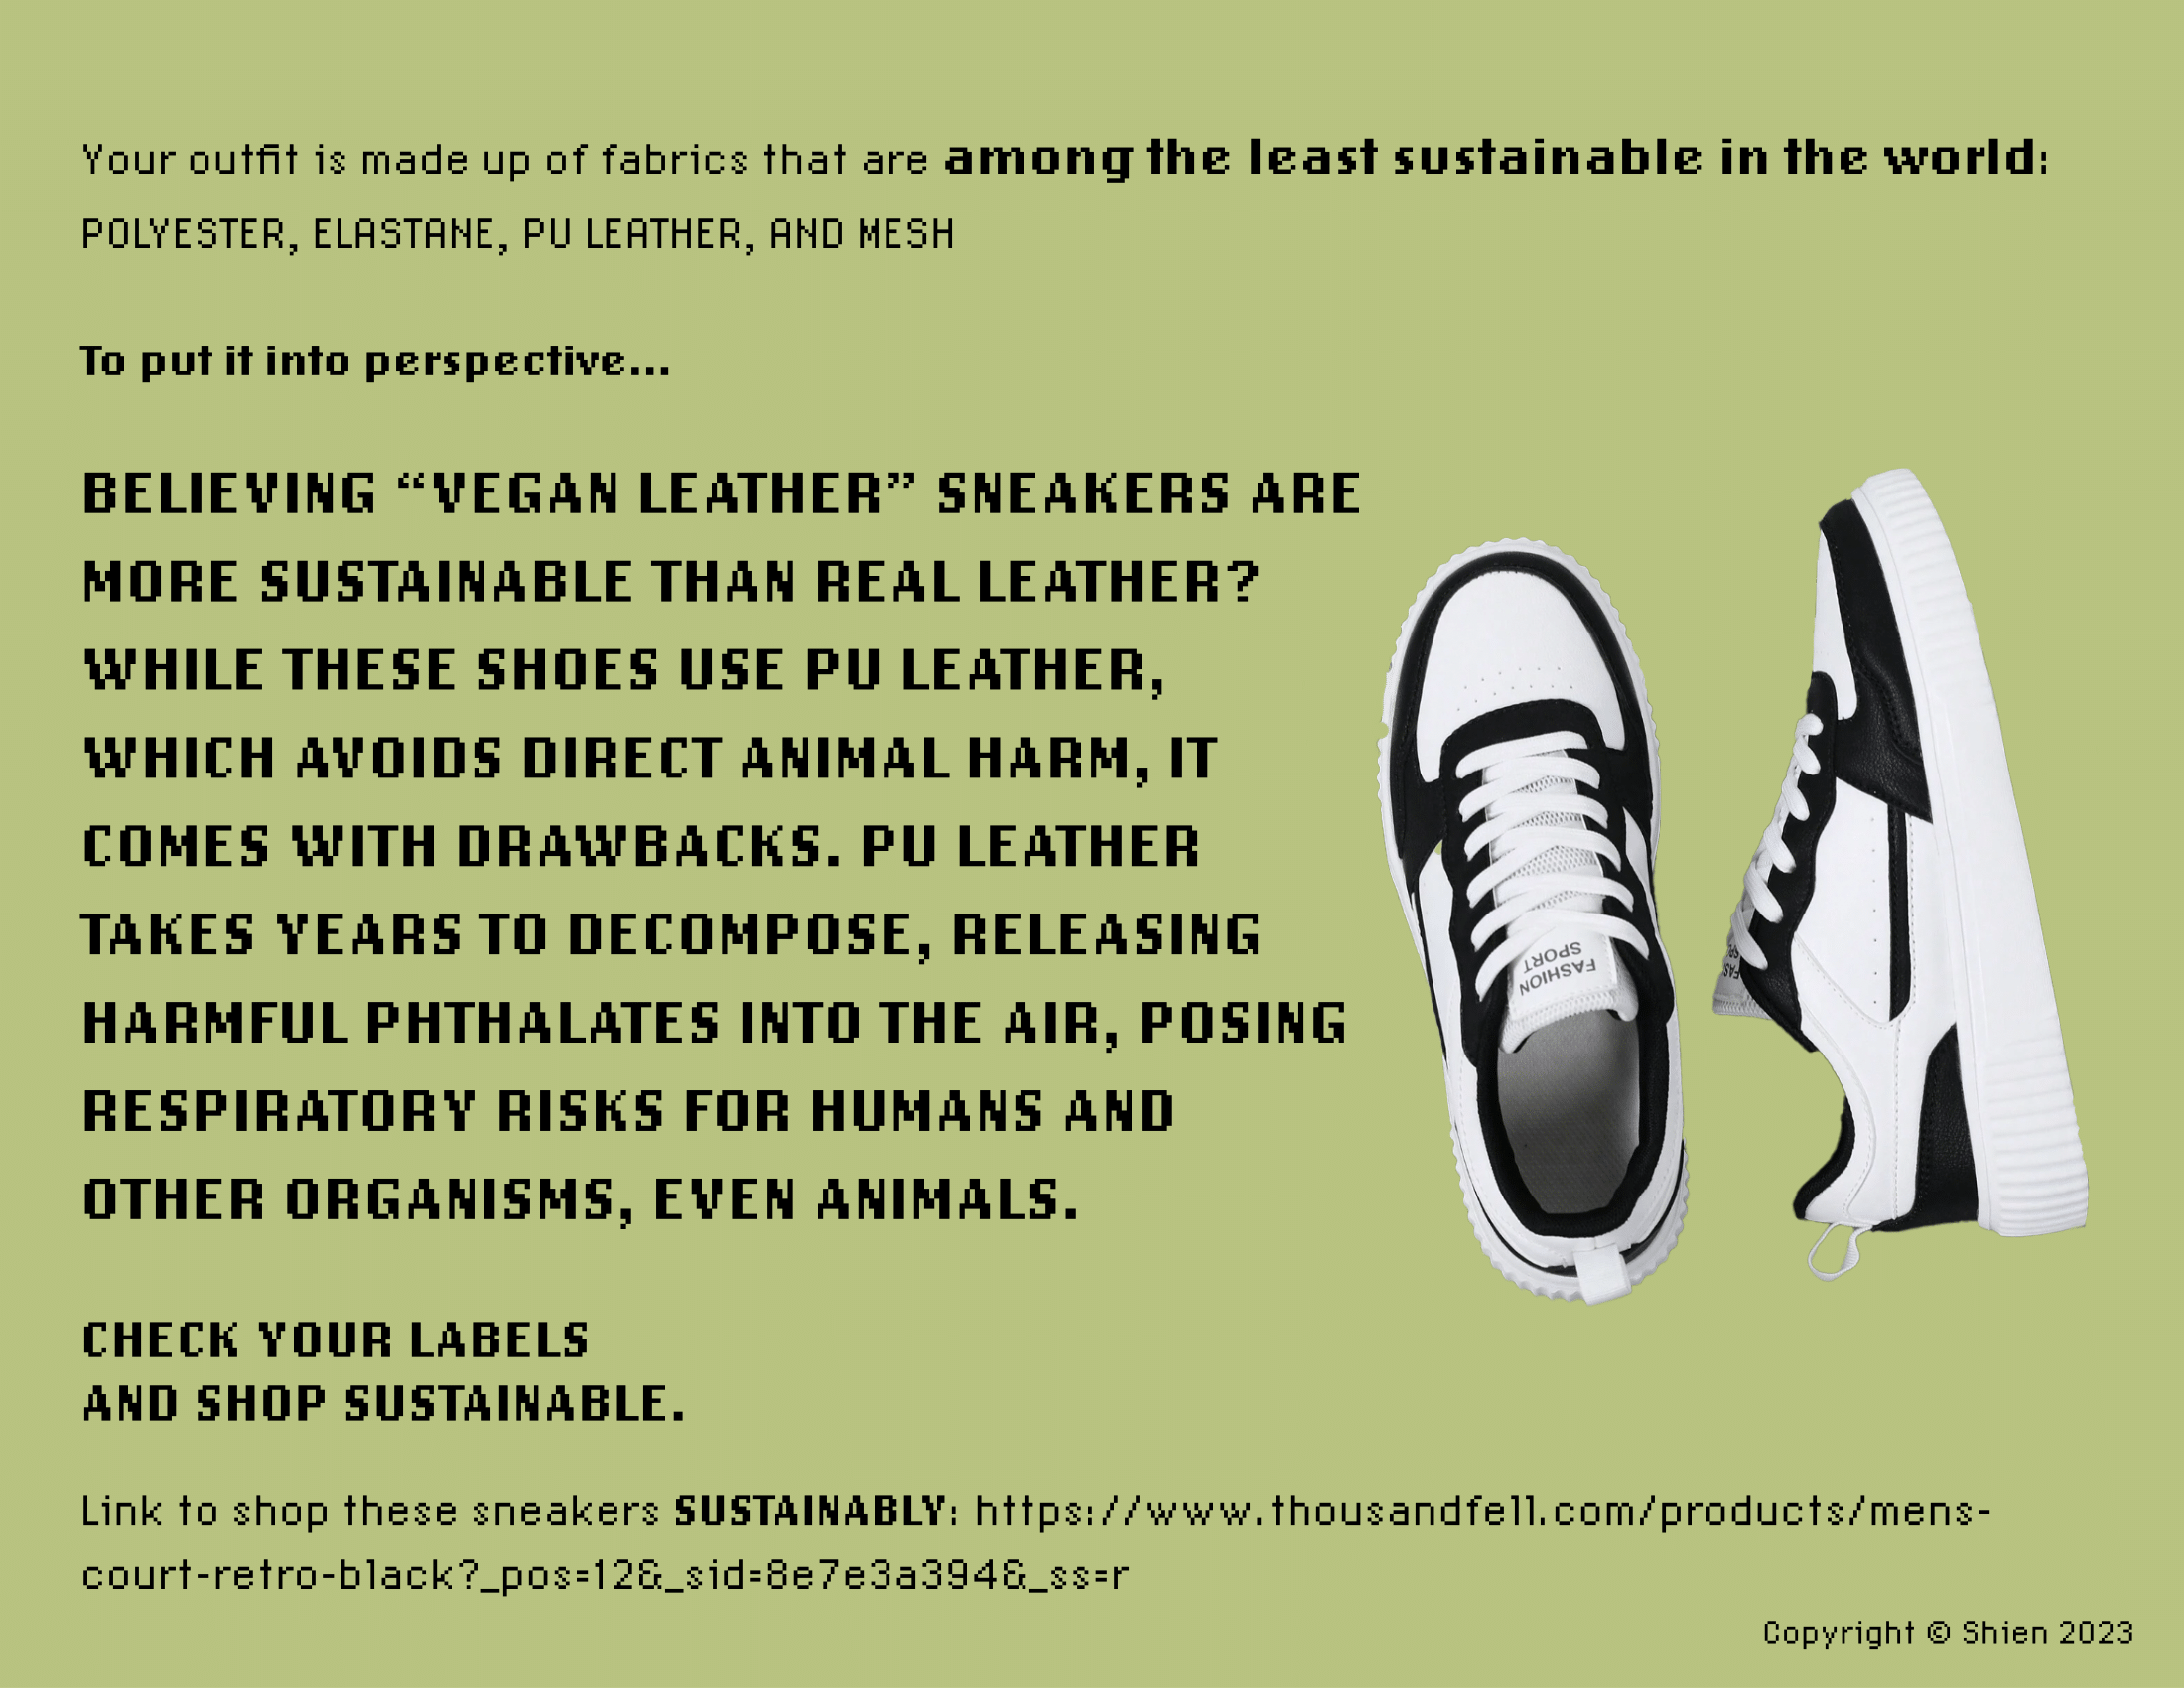 Your outfit is made up of fabrics that are among the least sustainable in the world:
POLYESTER, ELASTANE, PU LEATHER, AND MESH
To put it into perspective...
BELIEVING “VEGAN LEATHER” SNEAKERS ARE
MORE SUSTAINABLE THAN REAL LEATHER?
WHILE THESE SHOES USE PU LEATHER,
WHICH AVOIDS DIRECT ANIMAL HARM, IT
COMES WITH DRAWBACKS. PU LEATHER
TAKES YEARS TO DECOMPOSE, RELEASING
HARMFUL PHTHALATES INTO THE AIR, POSING
RESPIRATORY RISKS FOR HUMANS AND
OTHER ORGANISMS, EVEN ANIMALS.
FASHION
SPORT
CHECK YOUR LABELS
AND SHOP SUSTAINABLE.
Link to shop these sneakers SUSTAINABLY: https://www.thousandfell.com/products/mens-
court-retro-black?_pos=12&_sid=8e7e3a394&_ss=r
Copyright © Shien 2023